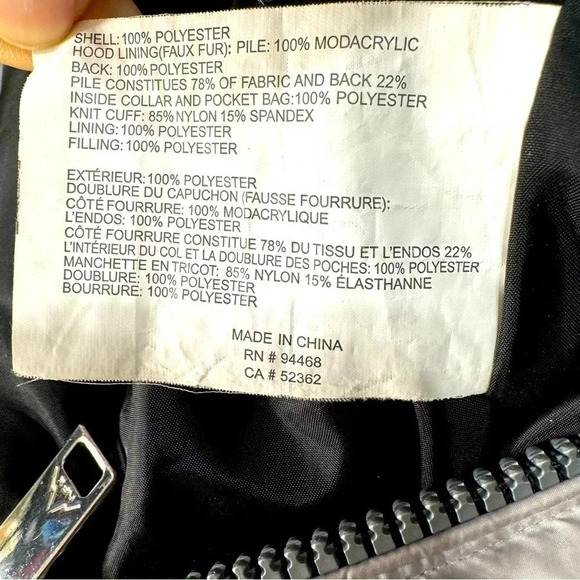 SHELL: 100% POLYESTER
HOOD LINING(FAUX FUR): PILE: 100% MODACRYLIC
BACK: 100% POLYESTER
PILE CONSTITUTES 78% OF FABRIC AND BACK 22%
INSIDE COLLAR AND POCKET BAG:100% POLYESTER
KNIT CUFF: 85% NYLON 15% SPANDEX
LINING: 100% POLYESTER
FILLING: 100% POLYESTER
EXTÉRIEUR:100% POLYESTER
DOUBLURE DU CAPUCHON (FAUSSE FOURRURE):
CÔTÉ FOURRURE: 100% MODACRYLIQUE
L'ENDOS: 100% POLYESTER
CÔTÉ FOURRURE CONSTITUE 78% DU TISSU ET L'ENDOS 22%
L'INTÉRIEUR DU COL ET LA DOUBLURE DES POCHES: 100% POLYESTER
MANCHETTE EN TRICOT: 85% NYLON 15% ÉLASTHANNE
DOUBLURE: 100% POLYESTER
BOURRURE: 100% POLYESTER
MADE IN CHINA
RN # 94468
CA # 52362